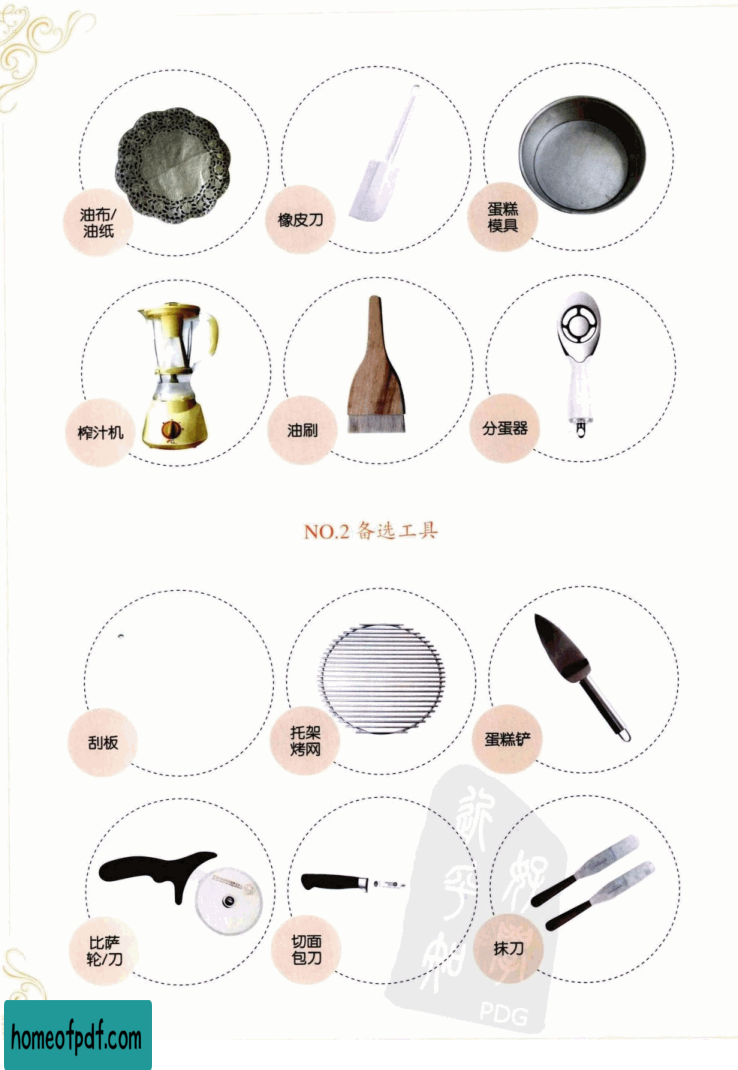 油布/
油纸
橡皮刀
蛋糕
模具
榨汁机
油刷
分蛋器
NO.2 备选工具
刮板
托架
烤网
蛋糕铲
比萨
轮/刀
切面
包刀
抹刀
PDG
homeofpdf.com